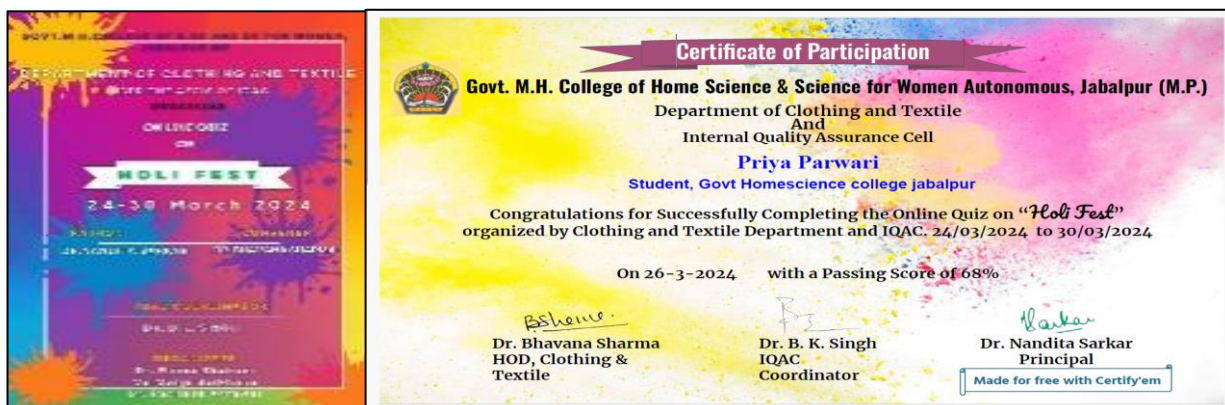 DEPARTMENT OF CLOTHING AND TEXTILE
ONLINE QUIZ
ON
HOLI FEST
24-30 March 2024
Certificate of Participation
Govt. M.H. College of Home Science & Science for Women Autonomous, Jabalpur (M.P.)
Department of Clothing and Textile
And
Internal Quality Assurance Cell
Priya Parwari
Student, Govt Homescience college jabalpur
Congratulations for Successfully Completing the Online Quiz on “Holi Fest”
organized by Clothing and Textile Department and IQAC. 24/03/2024 to 30/03/2024
On 26-3-2024 with a Passing Score of 68%
Dr. Bhavana Sharma
HOD, Clothing &
Textile
Dr. B. K. Singh
IQAC
Coordinator
Dr. Nandita Sarkar
Principal
Made for free with Certify'em